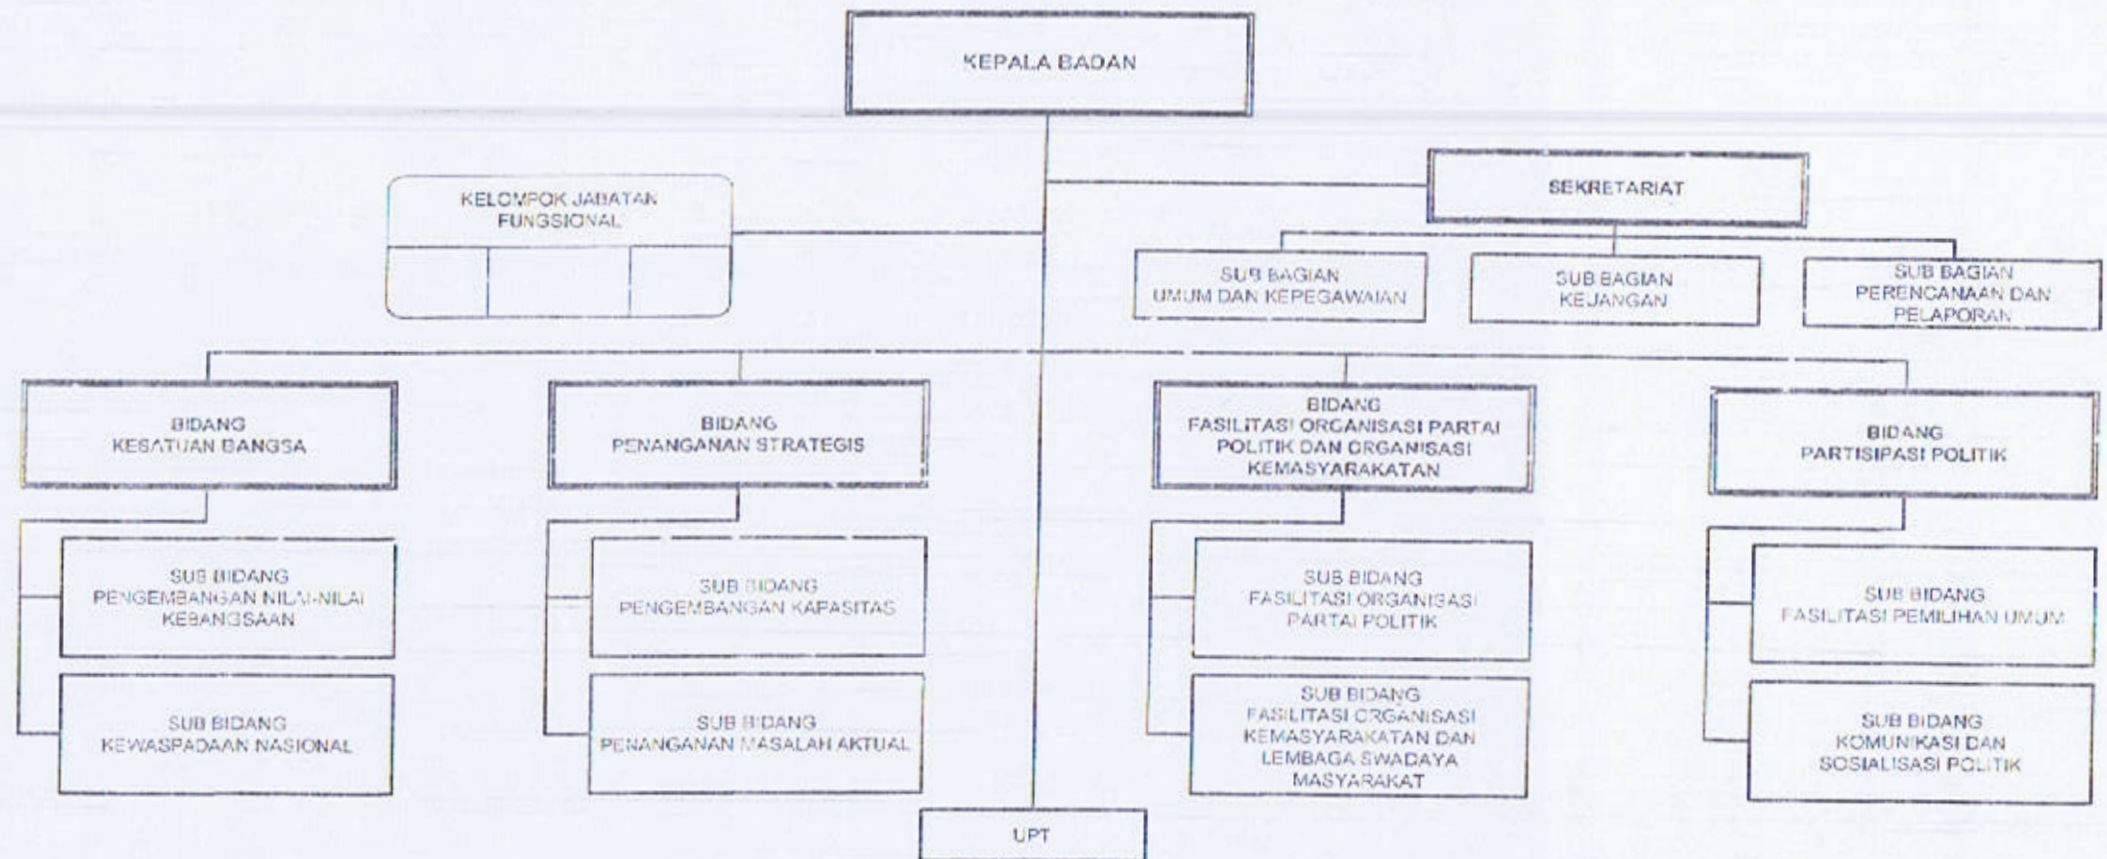 KEPALA BADAN
SEKRETARIAT
KELOMPOK JABATAN
FUNGSIONAL
SUB BAGIAN
UMUM DAN KEPEGAWAIAN
SUB BAGIAN
KEUANGAN
SUB BAGIAN
PERENCANAAN DAN
PELAPORAN
BIDANG
KESATUAN BANGSA
BIDANG
PENANGANAN STRATEGIS
BIDANG
FASILITASI ORGANISASI PARTAI
POLITIK DAN ORGANISASI
KEMASYARAKATAN
BIDANG
PARTISIPASI POLITIK
SUB BIDANG
PENGEMBANGAN NILAI-NILAI
KEBANGSAAN
SUB BIDANG
PENGEMBANGAN KAPASITAS
SUB BIDANG
FASILITASI ORGANISASI
PARTAI POLITIK
SUB BIDANG
FASILITASI PEMILIHAN UMUM
SUB BIDANG
KEWASPADAAN NASIONAL
SUB BIDANG
PENANGANAN MASALAH AKTUAL
SUB BIDANG
FASILITASI ORGANISASI
KEMASYARAKATAN DAN
LEMBAGA SWADAYA
MASYARAKAT
SUB BIDANG
KOMUNIKASI DAN
SOSIALISASI POLITIK
UPT